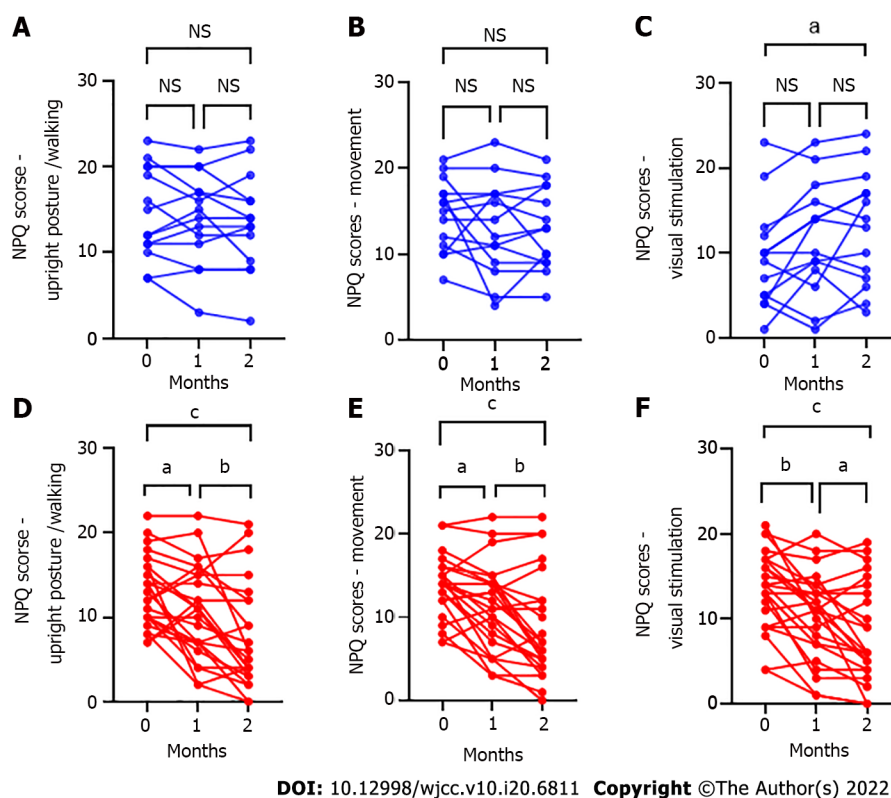 A
NS
NS
NS
30
20
10
0
NPQ scorse -
upright posture /walking
0 1 2
Months
B
NS
NS
NS
30
20
10
0
NPQ scores - movement
0 1 2
Months
C
a
NS
NS
30
20
10
0
NPQ scores -
visual stimulation
0 1 2
Months
D
c
a
b
30
20
10
0
NPQ scorse -
upright posture /walking
0 1 2
Months
E
c
a
b
30
20
10
0
NPQ scores - movement
0 1 2
Months
F
c
b
a
30
20
10
0
NPQ scores -
visual stimulation
0 1 2
Months
DOI: 10.12998/wjcc.v10.i20.6811 Copyright ©The Author(s) 2022